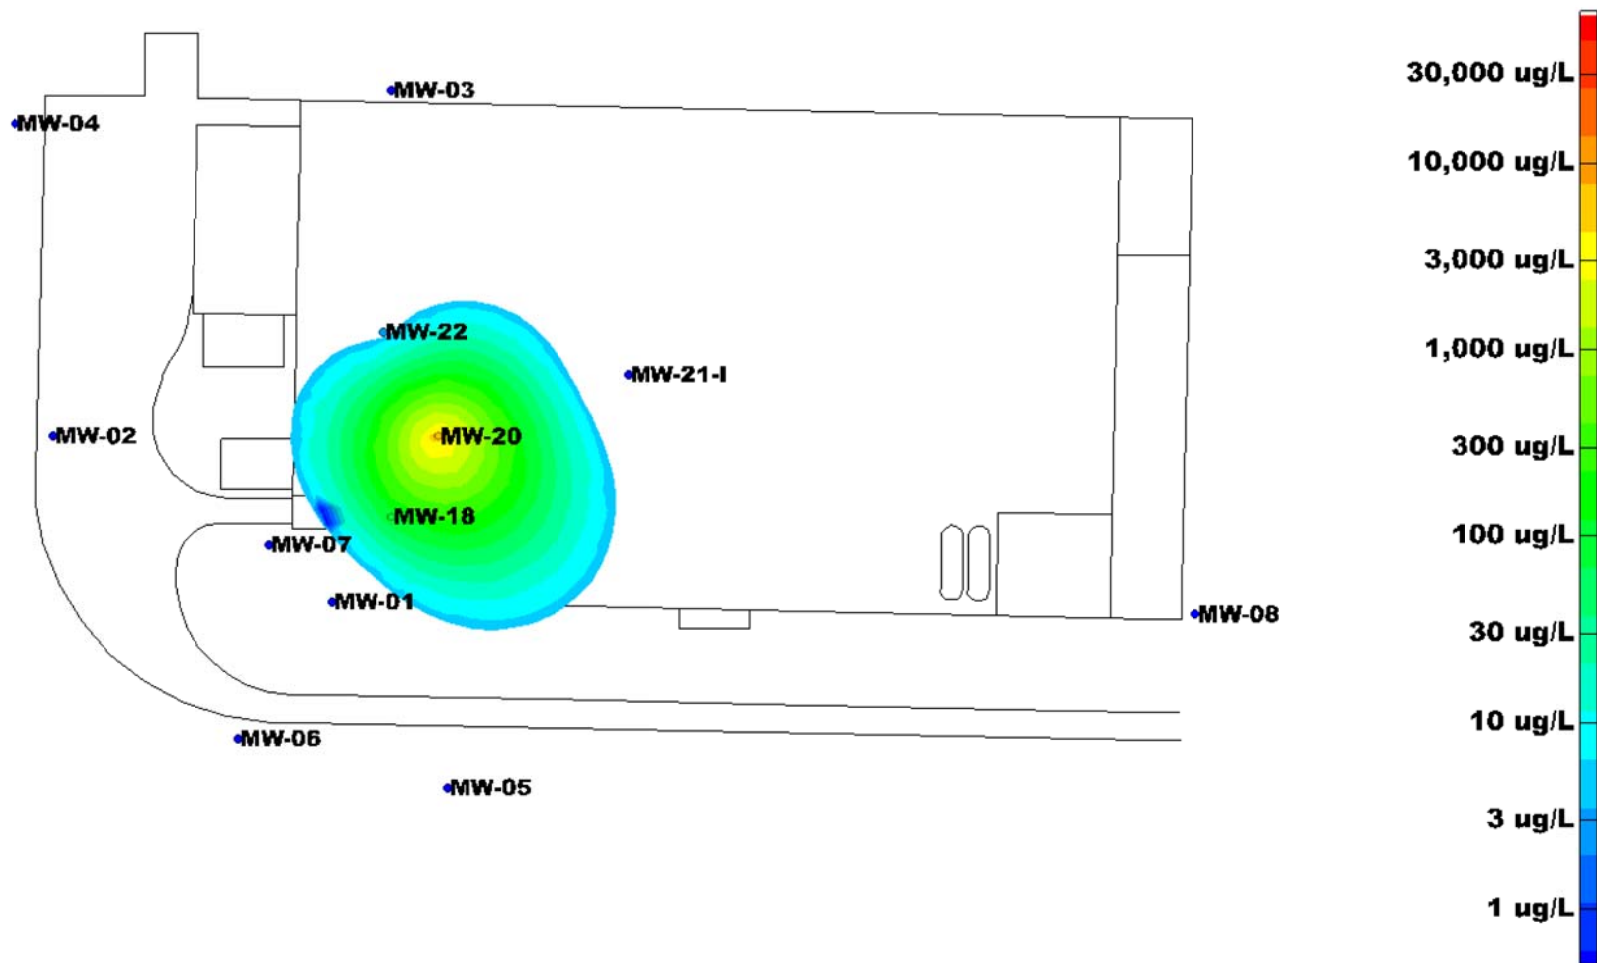 MW-03
MW-04
MW-22
MW-21-I
MW-02
MW-20
MW-18
MW-07
MW-01
MW-08
MW-06
MW-05
30,000 ug/L
10,000 ug/L
3,000 ug/L
1,000 ug/L
300 ug/L
100 ug/L
30 ug/L
10 ug/L
3 ug/L
1 ug/L